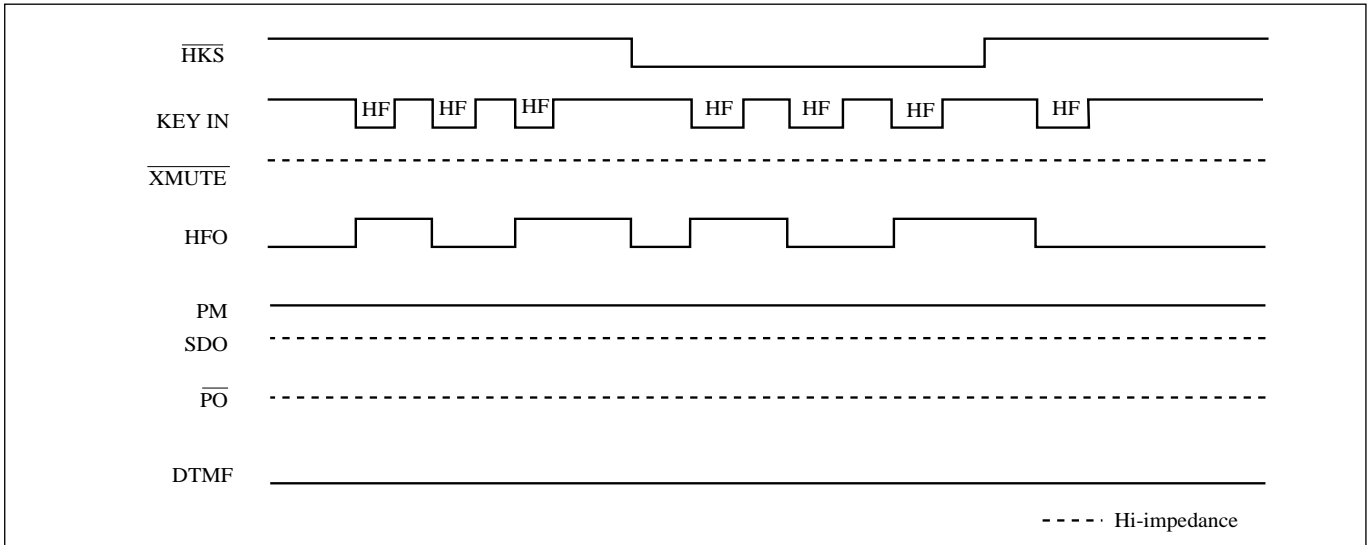 HKS
KEY IN HF HF HF HF HF HF HF
XMUTE
HFO
PM
SDO
PO
DTMF
Hi-impedance